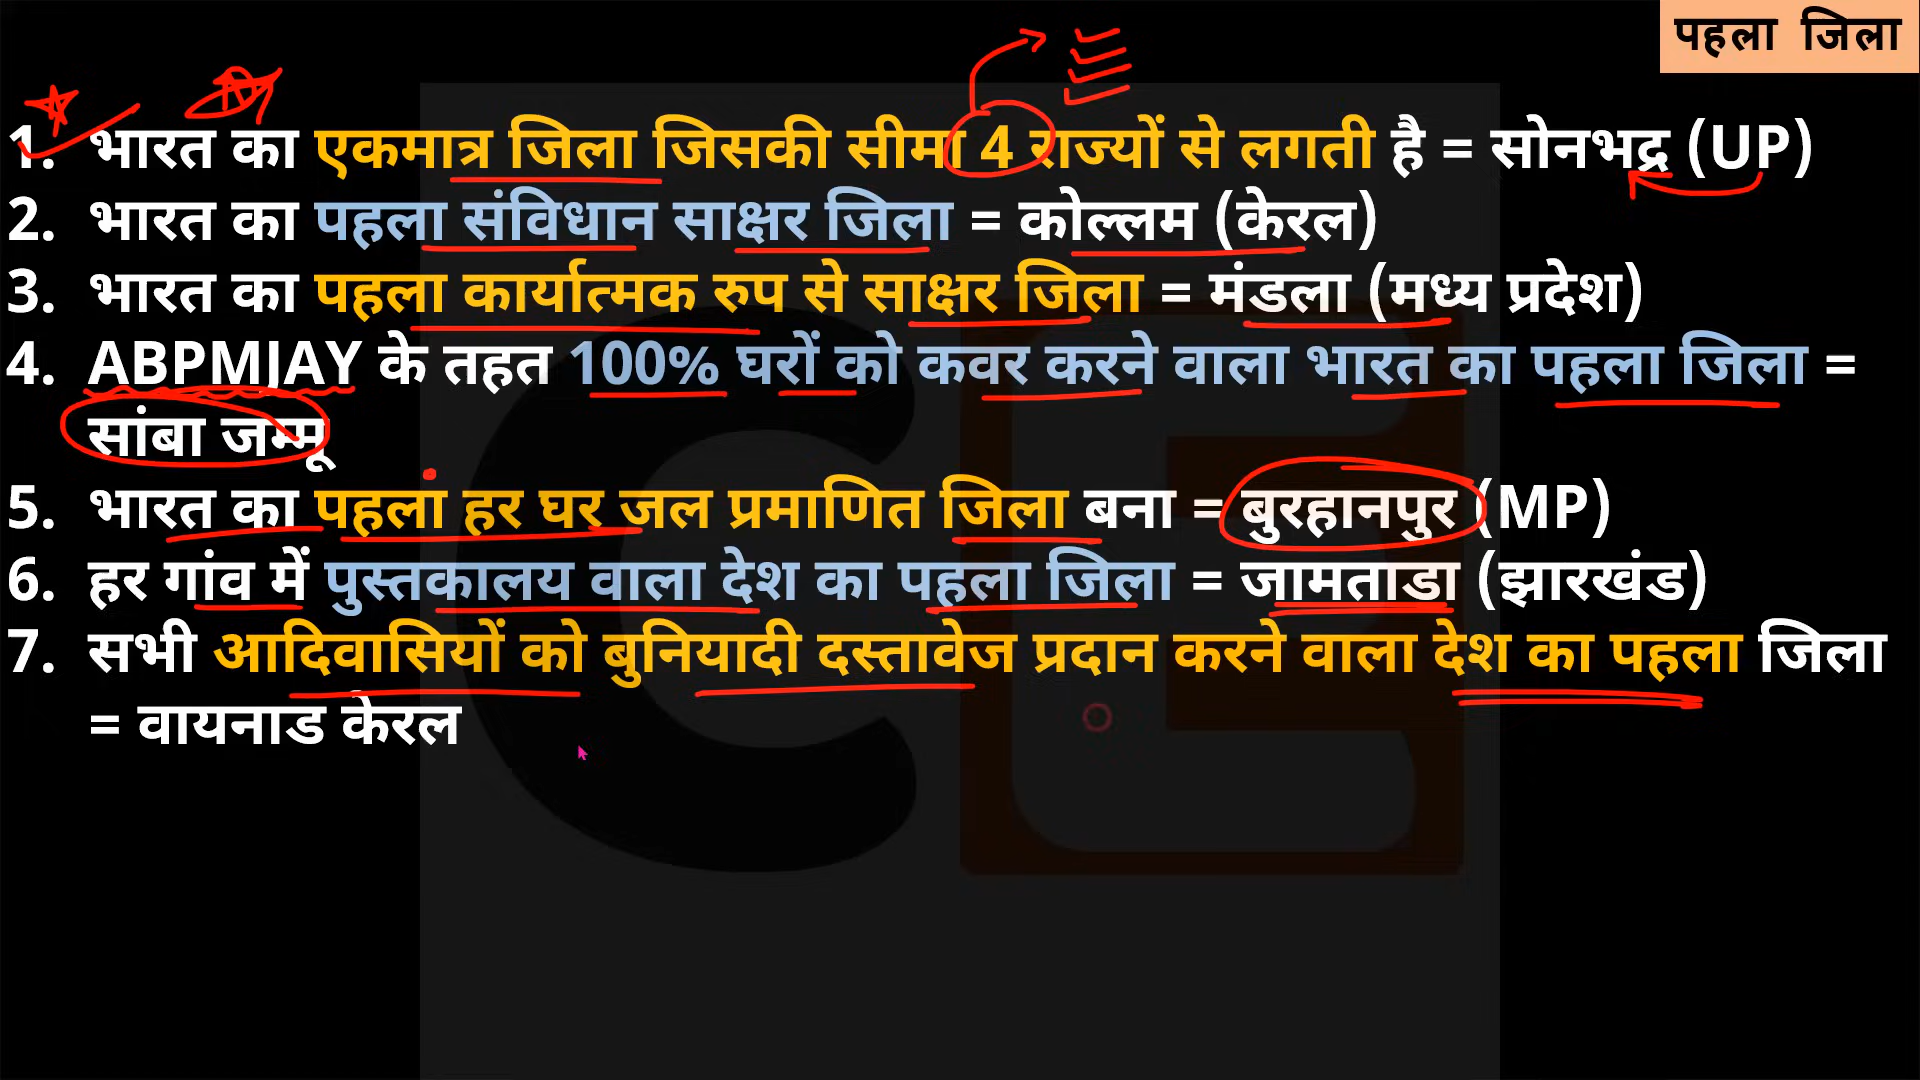 पहला जिला
1. भारत का एकमात्र जिला जिसकी सीमा 4 राज्यों से लगती है = सोनभद्र (UP)
2. भारत का पहला संविधान साक्षर जिला = कोल्लम (केरल)
3. भारत का पहला कार्यात्मक रुप से साक्षर जिला = मंडला (मध्य प्रदेश)
4. ABPMJAY के तहत 100% घरों को कवर करने वाला भारत का पहला जिला =
सांबा जम्मू
5. भारत का पहला हर घर जल प्रमाणित जिला बना = बुरहानपुर (MP)
6. हर गांव में पुस्तकालय वाला देश का पहला जिला = जामताडा (झारखंड)
7. सभी आदिवासियों को बुनियादी दस्तावेज प्रदान करने वाला देश का पहला जिला
= वायनाड केरल